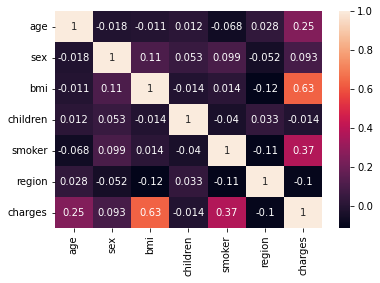 1.0
age 1 -0.018 -0.011 0.012 -0.068 0.028 0.25
sex -0.018 1 0.11 0.053 0.099 -0.052 0.093
0.8
bmi -0.011 0.11 1 -0.014 0.014 -0.12 0.63
0.6
children 0.012 0.053 -0.014 1 -0.04 0.033 -0.014
0.4
smoker -0.068 0.099 0.014 -0.04 1 -0.11 0.37
0.2
region 0.028 -0.052 -0.12 0.033 -0.11 1 -0.1
0.0
charges 0.25 0.093 0.63 -0.014 0.37 -0.1 1
age sex bmi children smoker region charges